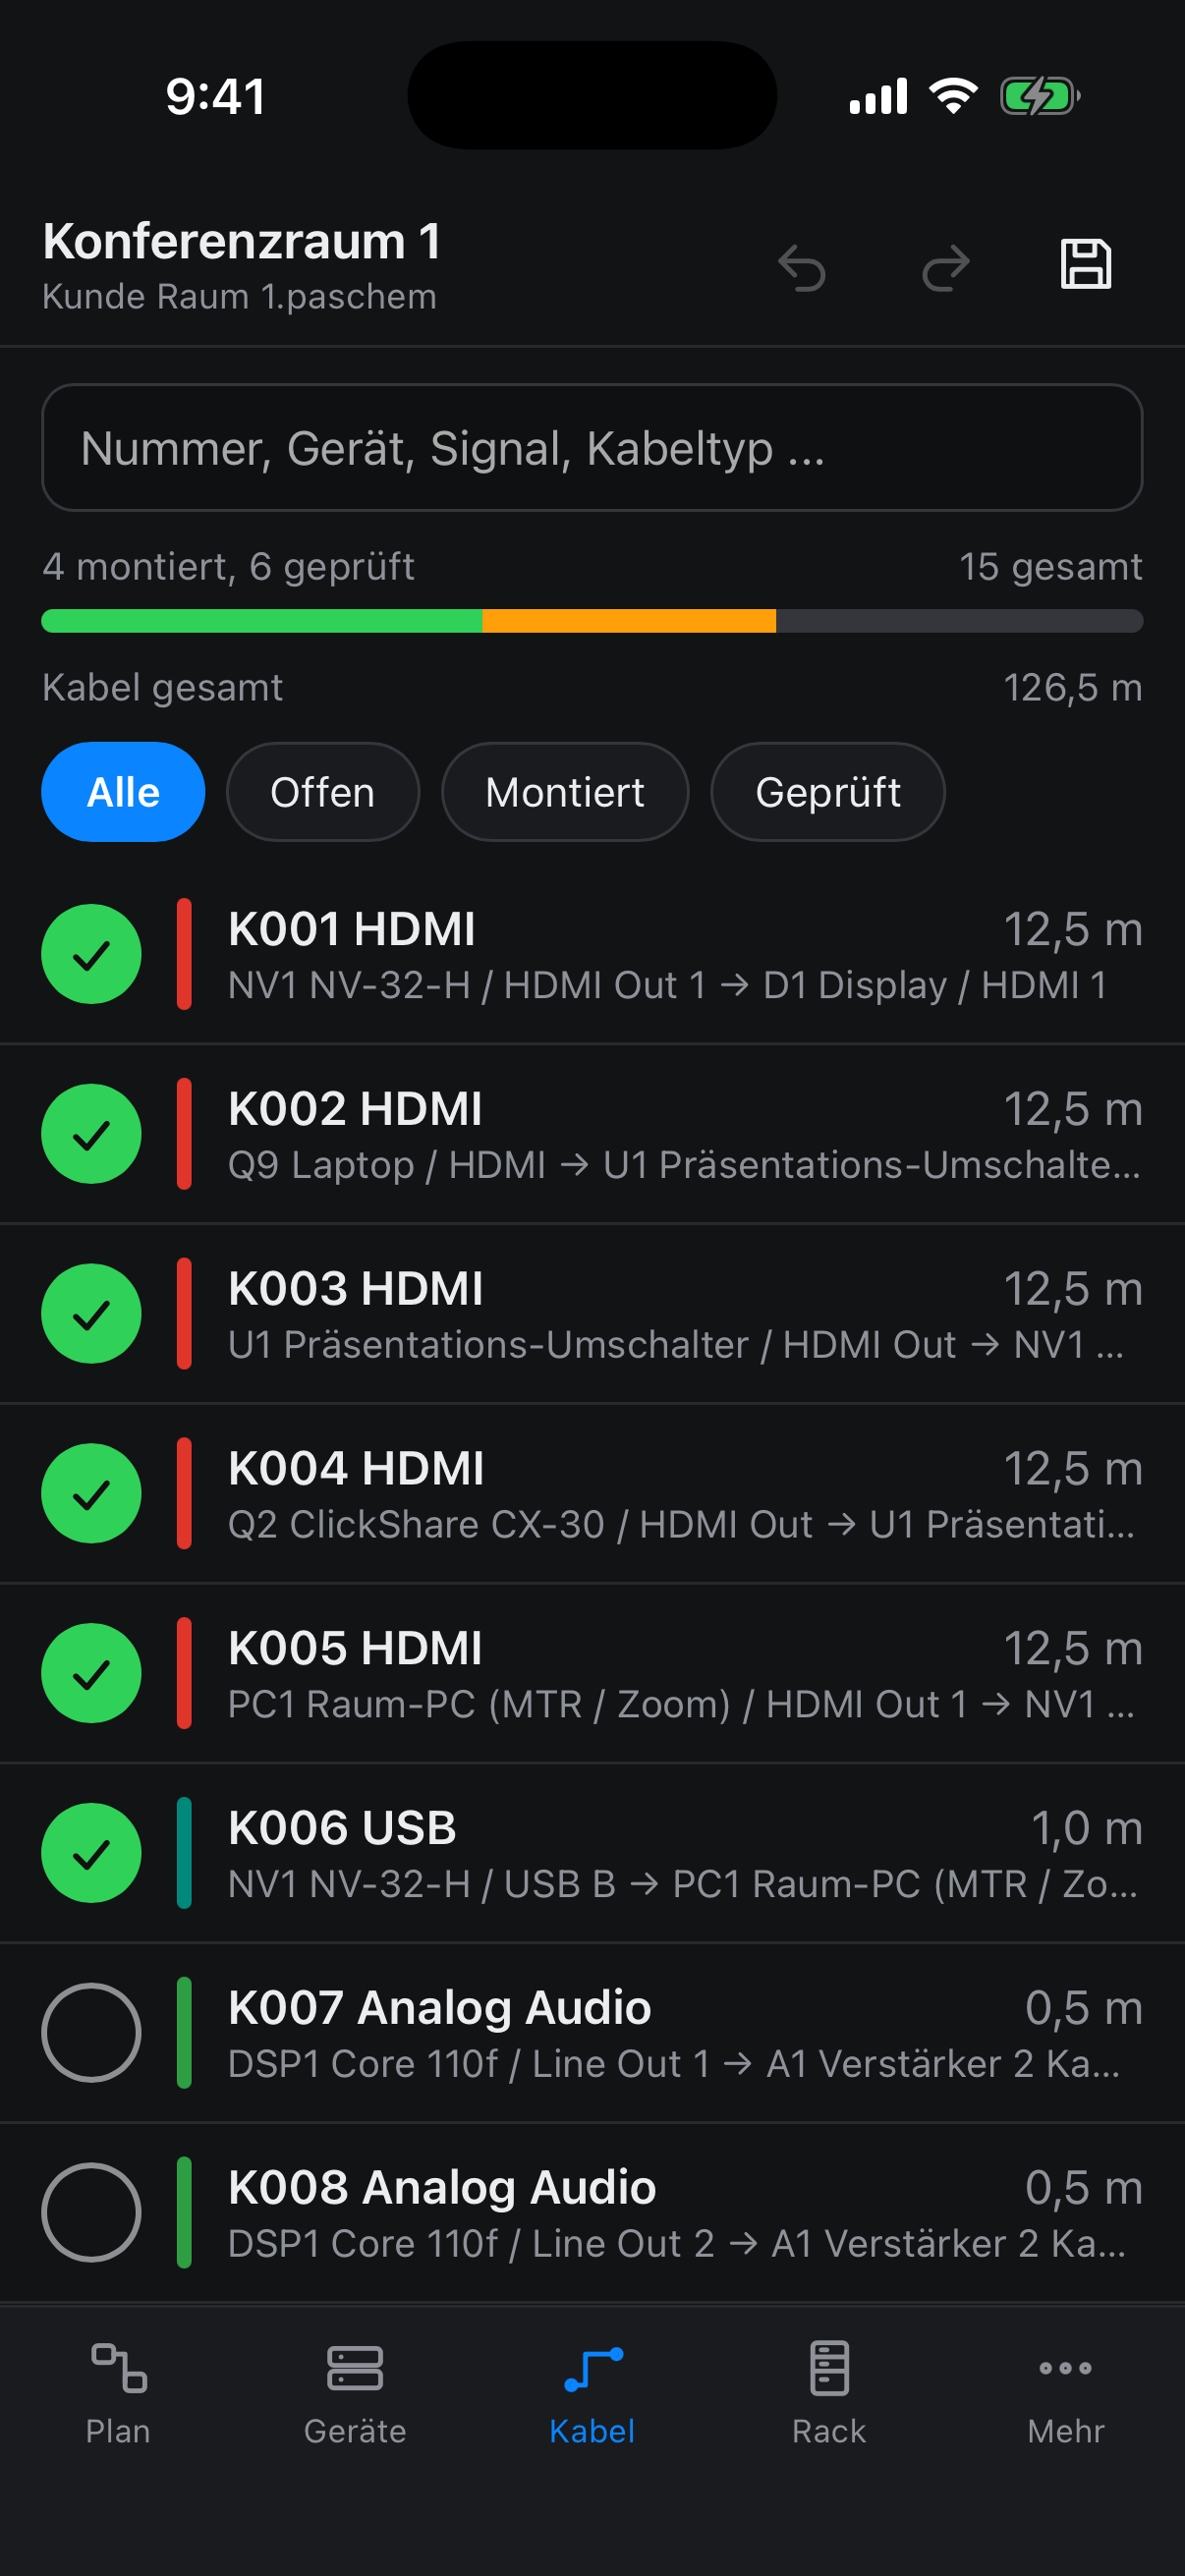 9:41
Konferenzraum 1
Kunde Raum 1.paschem
Nummer, Gerät, Signal, Kabeltyp ...
4 montiert, 6 geprüft 15 gesamt
Kabel gesamt 126,5 m
Alle Offen Montiert Geprüft
K001 HDMI 12,5 m
NV1 NV-32-H / HDMI Out 1 → D1 Display / HDMI 1
K002 HDMI 12,5 m
Q9 Laptop / HDMI → U1 Präsentations-Umschalte...
K003 HDMI 12,5 m
U1 Präsentations-Umschalter / HDMI Out → NV1 ...
K004 HDMI 12,5 m
Q2 ClickShare CX-30 / HDMI Out → U1 Präsentati...
K005 HDMI 12,5 m
PC1 Raum-PC (MTR / Zoom) / HDMI Out 1 → NV1 ...
K006 USB 1,0 m
NV1 NV-32-H / USB B → PC1 Raum-PC (MTR / Zo...
K007 Analog Audio 0,5 m
DSP1 Core 110f / Line Out 1 → A1 Verstärker 2 Ka...
K008 Analog Audio 0,5 m
DSP1 Core 110f / Line Out 2 → A1 Verstärker 2 Ka...
Plan Geräte Kabel Rack Mehr